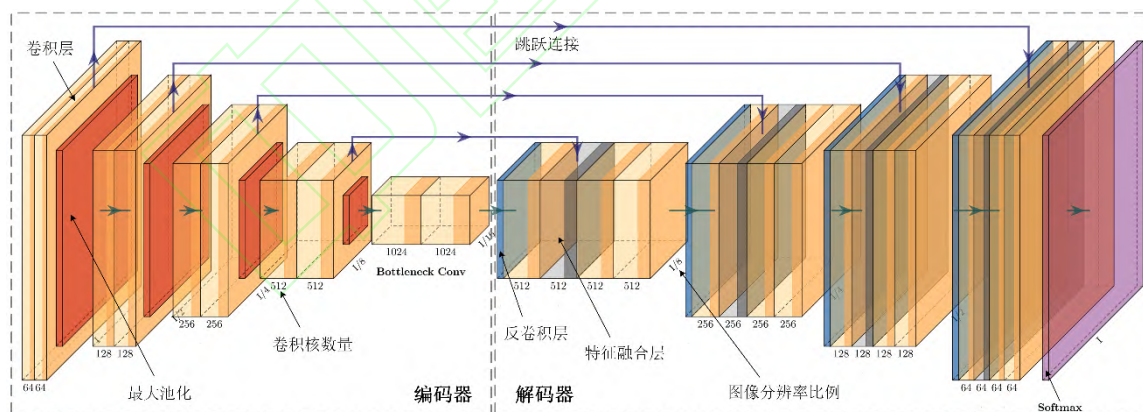 卷积层
跳跃连接
64 64
128 128
1/2
256 256
1/4
512 512
1/8
1024 1024
Bottleneck Conv
1/16
512 512 512 512
1/8
256 256 256 256
1/4
128 128 128 128
1/2
64 64 64 64
1
Softmax
最大池化
卷积核数量
编码器
反卷积层
特征融合层
解码器
图像分辨率比例